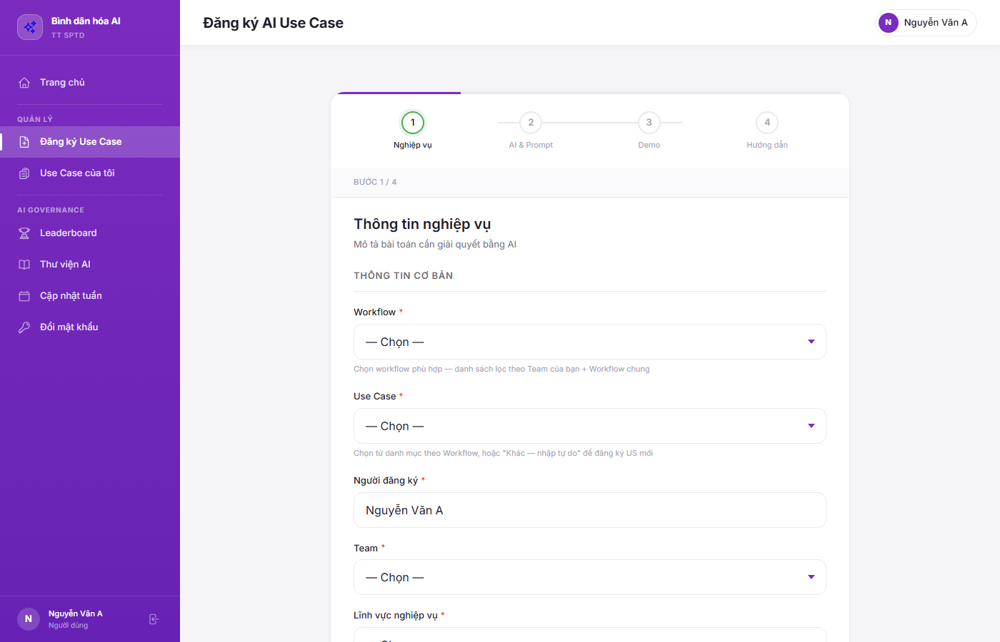 Bình dân hóa AI
TT SPTD
Trang chủ
QUẢN LÝ
Đăng ký Use Case
Use Case của tôi
AI GOVERNANCE
Leaderboard
Thư viện AI
Cập nhật tuần
Đổi mật khẩu
N
Nguyễn Văn A
Người dùng
Đăng ký AI Use Case
N
Nguyễn Văn A
1
2
3
4
Nghiệp vụ
AI & Prompt
Demo
Hướng dẫn
BƯỚC 1 / 4
Thông tin nghiệp vụ
Mô tả bài toán cần giải quyết bằng AI
THÔNG TIN CƠ BẢN
Workflow *
— Chọn —
Chọn workflow phù hợp — danh sách lọc theo Team của bạn + Workflow chung
Use Case *
— Chọn —
Chọn từ danh mục theo Workflow, hoặc "Khác — nhập tự do" để đăng ký US mới
Người đăng ký *
Nguyễn Văn A
Team *
— Chọn —
Lĩnh vực nghiệp vụ *